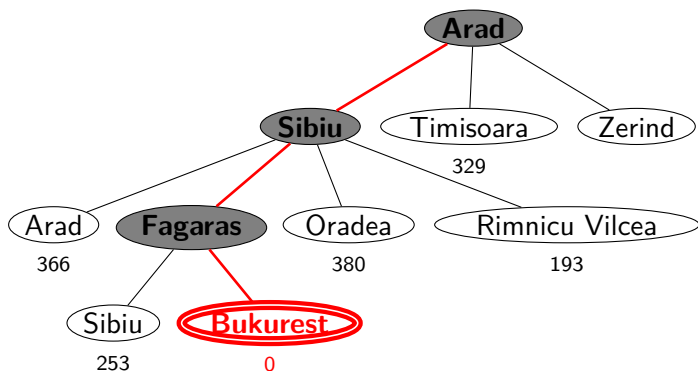 Arad
Sibiu
Timisoara
Zerind
329
Arad
Fagaras
Oradea
Rimnicu Vilcea
366
380
193
Sibiu
Bukurest
253
0